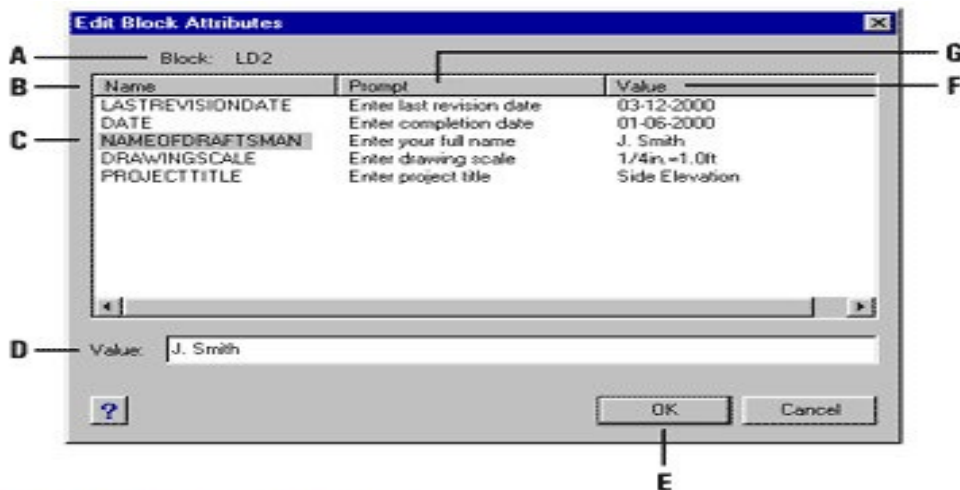 Edit Block Attributes
A Block: LD2 G
B Name Prompt Value F
LASTREVISIONDATE Enter last revision date 03-12-2000
DATE Enter completion date 01-06-2000
C NAMEOFDRAFTSMAN Enter your full name J. Smith
DRAWINGSCALE Enter drawing scale 1/4in.=1.0ft
PROJECTTITLE Enter project title Side Elevation
D Value: J. Smith
? OK Cancel
E